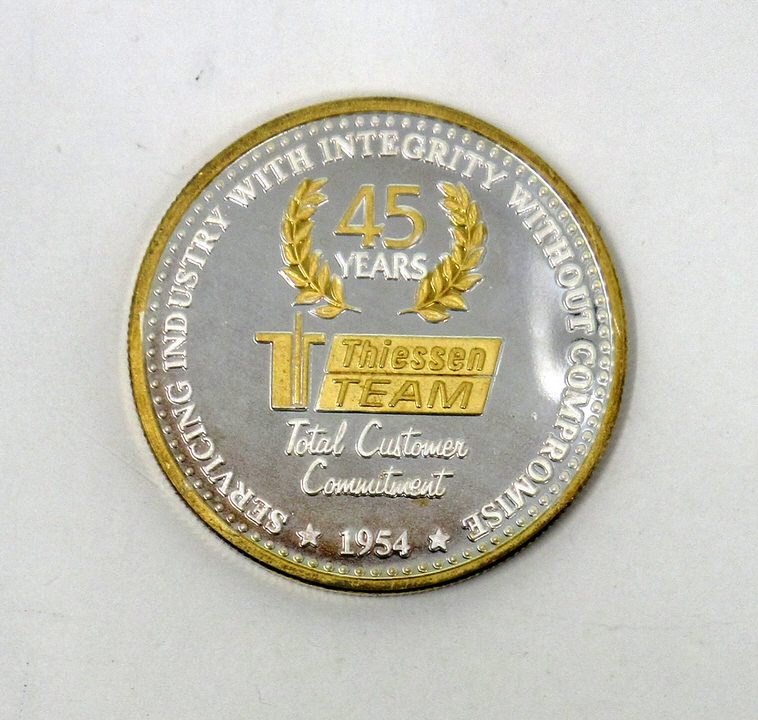 SERVICING INDUSTRY WITH INTEGRITY WITHOUT COMPROMISE
45
YEARS
Thiessen
TEAM
Total Customer
Commitment
1954